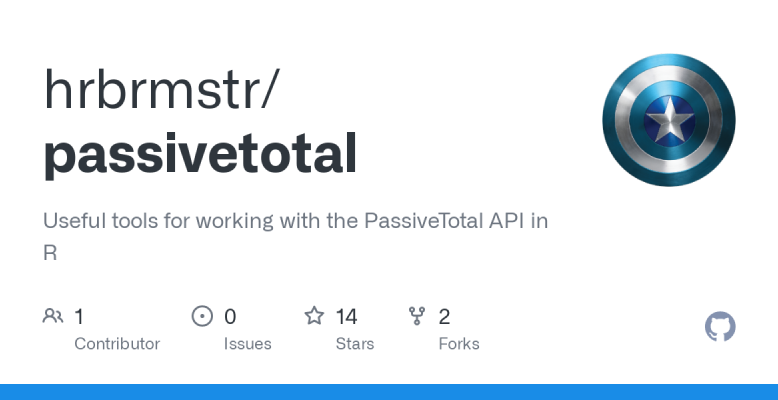 hrbrmstr/
passivetotal
Useful tools for working with the PassiveTotal API in
R
1 0 14 2
Contributor Issues Stars Forks